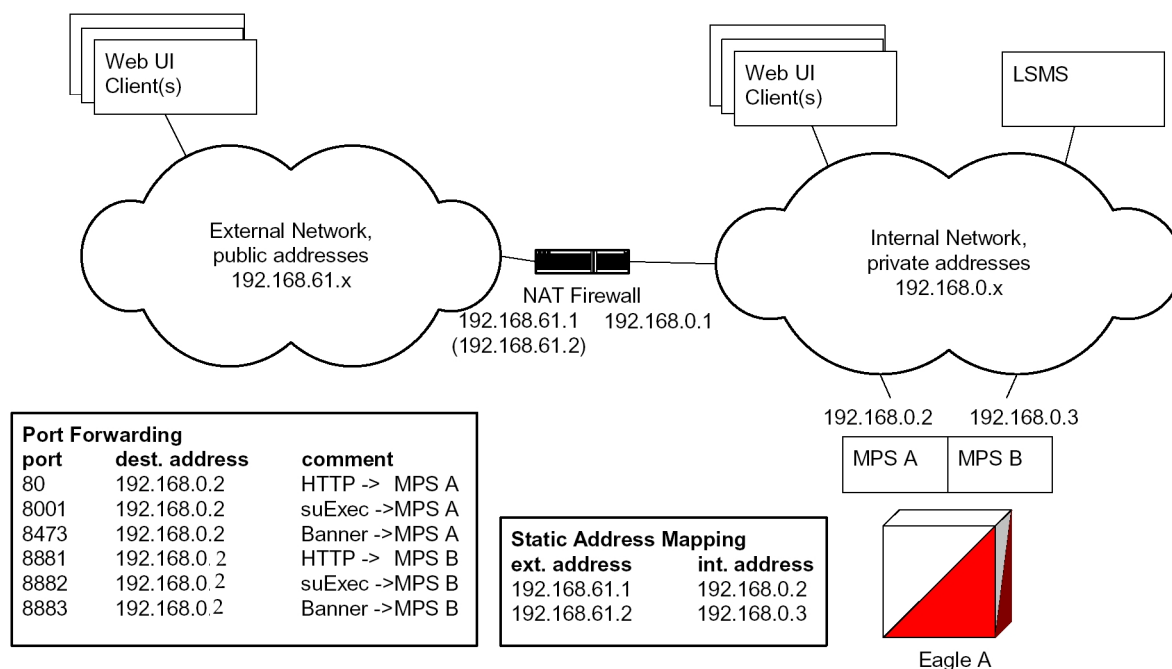 Web UI
Client(s)
Web UI
Client(s)
LSMS
External Network,
public addresses
192.168.61.x
Internal Network,
private addresses
192.168.0.x
NAT Firewall
192.168.61.1 192.168.0.1
(192.168.61.2)
192.168.0.2 192.168.0.3
MPS A MPS B
Port Forwarding
port dest. address comment
80 192.168.0.2 HTTP -> MPS A
8001 192.168.0.2 suExec ->MPS A
8473 192.168.0.2 Banner ->MPS A
8881 192.168.0.2 HTTP -> MPS B
8882 192.168.0.2 suExec ->MPS B
8883 192.168.0.2 Banner ->MPS B
Static Address Mapping
ext. address int. address
192.168.61.1 192.168.0.2
192.168.61.2 192.168.0.3
Eagle A